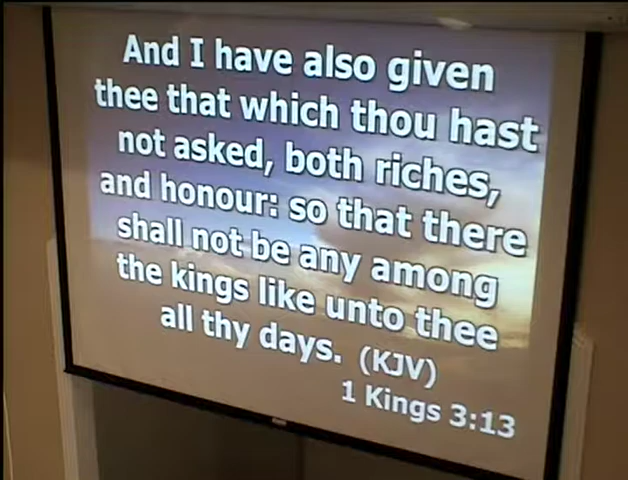 And I have also given
thee that which thou hast
not asked, both riches,
and honour: so that there
shall not be any among
the kings like unto thee
all thy days. (KJV)
1 Kings 3:13